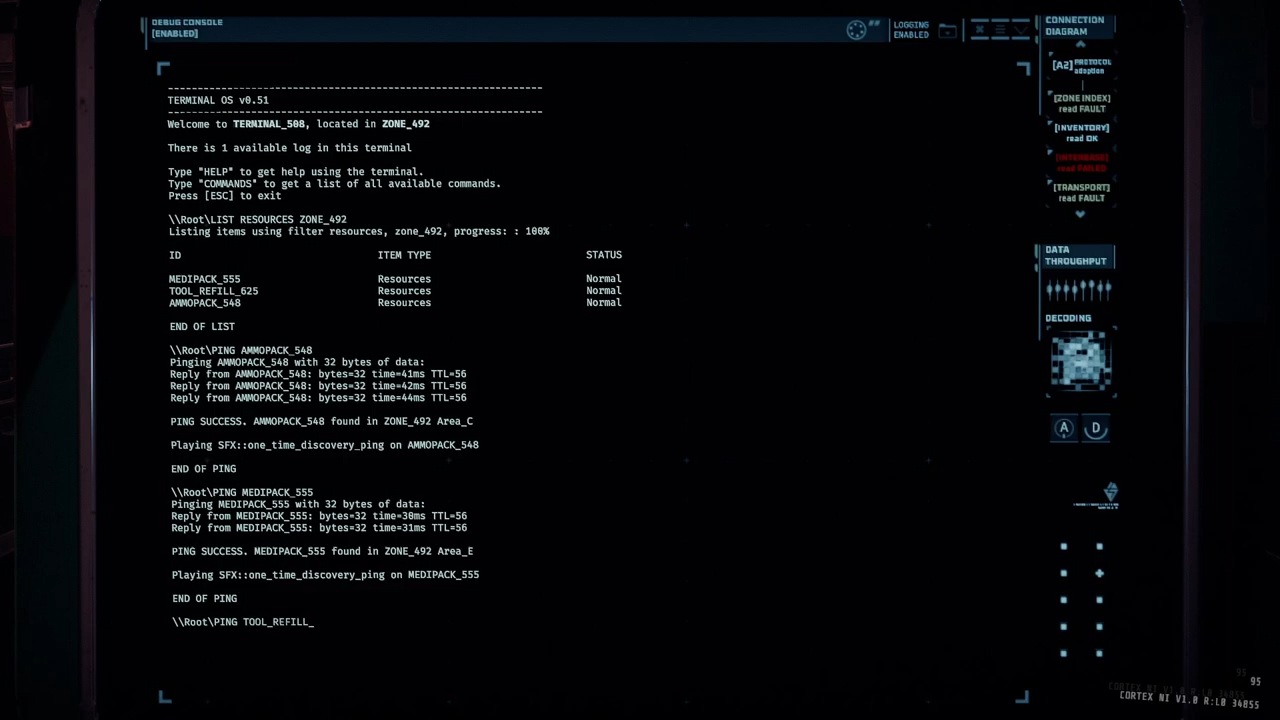 DEBUG CONSOLE
[ENABLED]
LOGGING
ENABLED
--------------------------------------------------------
TERMINAL OS v0.51
--------------------------------------------------------
Welcome to TERMINAL_508, located in ZONE_492
There is 1 available log in this terminal
Type "HELP" to get help using the terminal.
Type "COMMANDS" to get a list of all available commands.
Press [ESC] to exit
\\Root\LIST RESOURCES ZONE_492
Listing items using filter resources, zone_492, progress: : 100%
ID ITEM TYPE STATUS
MEDIPACK_555 Resources Normal
TOOL_REFILL_625 Resources Normal
AMMOPACK_548 Resources Normal
END OF LIST
\\Root\PING AMMOPACK_548
Pinging AMMOPACK_548 with 32 bytes of data:
Reply from AMMOPACK_548: bytes=32 time=41ms TTL=56
Reply from AMMOPACK_548: bytes=32 time=42ms TTL=56
Reply from AMMOPACK_548: bytes=32 time=44ms TTL=56
PING SUCCESS. AMMOPACK_548 found in ZONE_492 Area_C
Playing SFX::one_time_discovery_ping on AMMOPACK_548
END OF PING
\\Root\PING MEDIPACK_555
Pinging MEDIPACK_555 with 32 bytes of data:
Reply from MEDIPACK_555: bytes=32 time=30ms TTL=56
Reply from MEDIPACK_555: bytes=32 time=31ms TTL=56
PING SUCCESS. MEDIPACK_555 found in ZONE_492 Area_E
Playing SFX::one_time_discovery_ping on MEDIPACK_555
END OF PING
\\Root\PING TOOL_REFILL_
CONNECTION
DIAGRAM
[A2] PROTOCOL
adoption
[ZONE INDEX]
read FAULT
[INVENTORY]
read OK
[INTERBASE]
read FAILED
[TRANSPORT]
read FAULT
DATA
THROUGHPUT
DECODING
A D
95
CORTEX NI V1.0 R:L0 34855